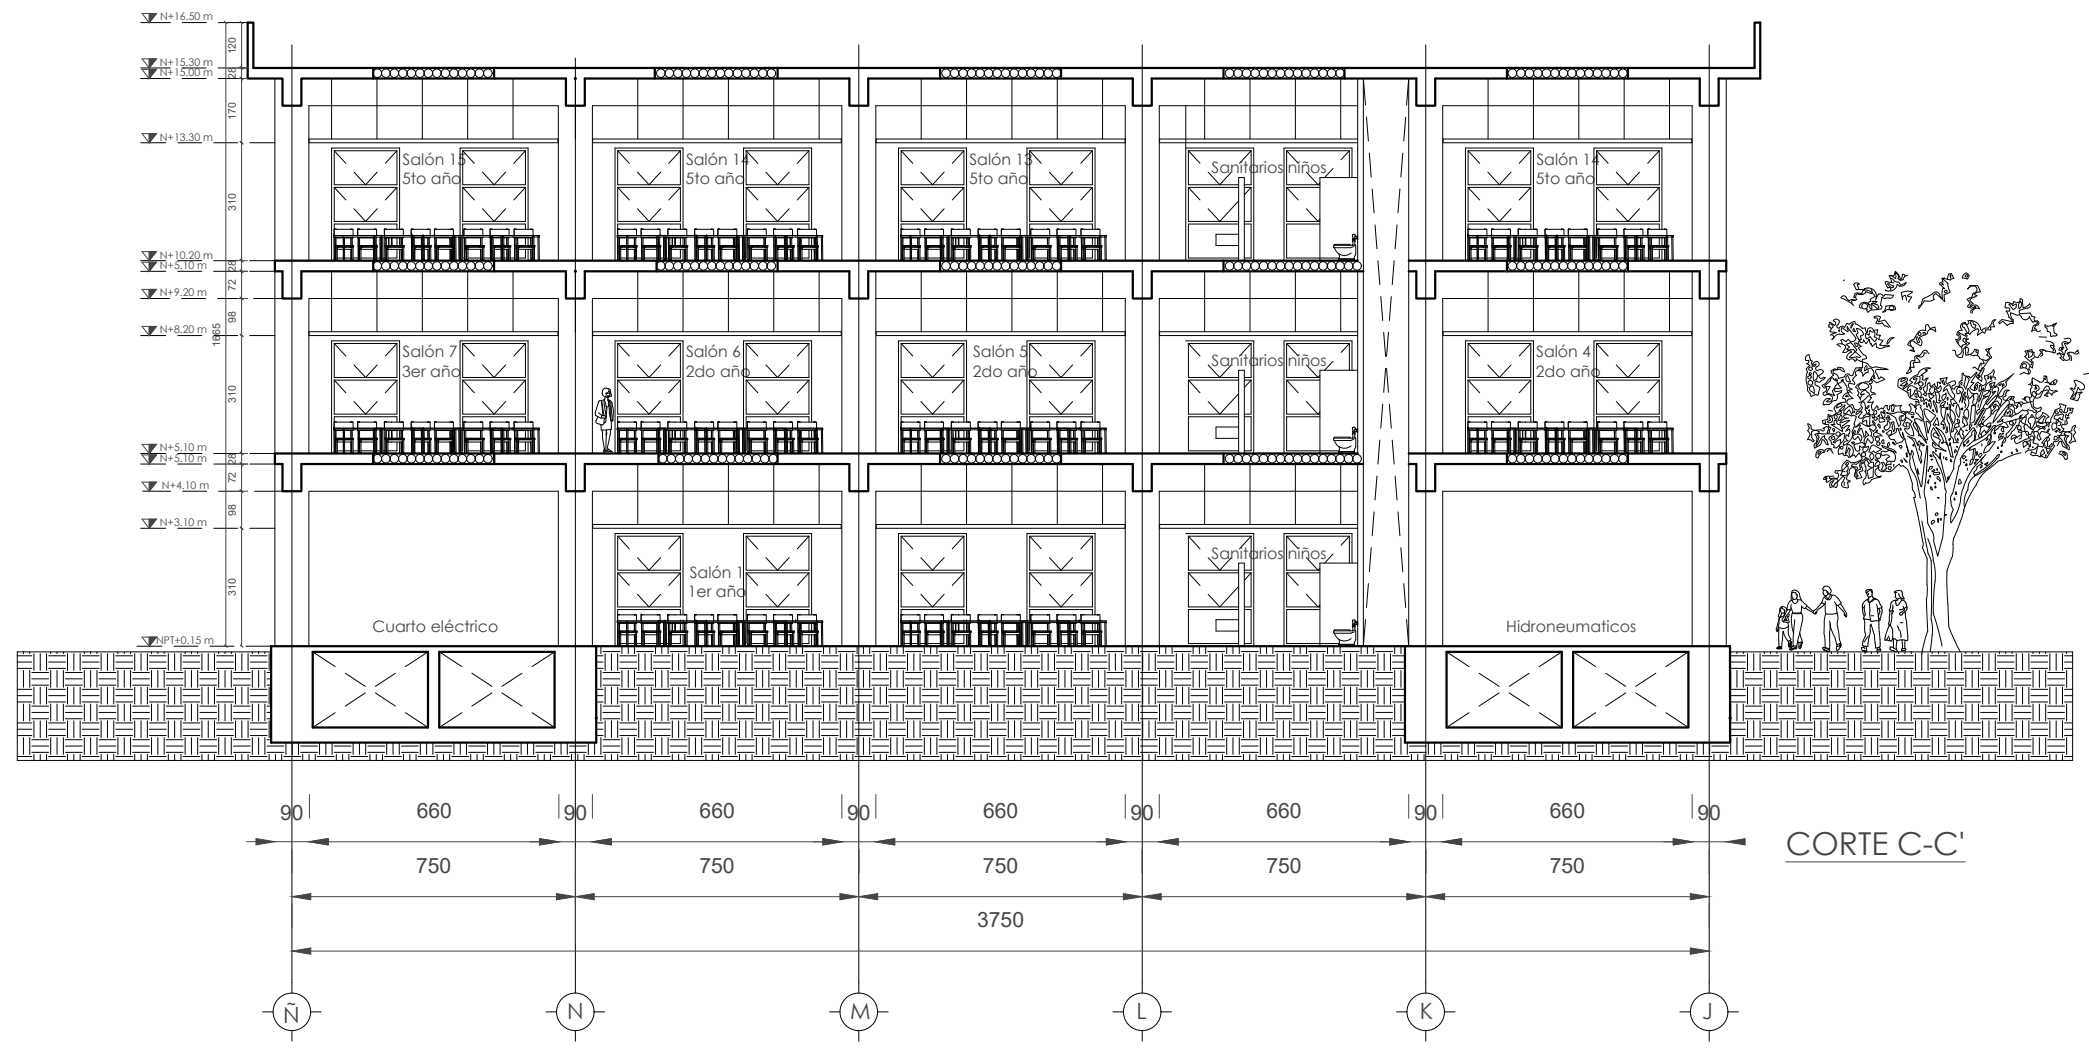 N+16.50 m
120
N+15.30 m
N+15.00 m
28
170
N+13.30 m
310
N+10.20 m
N+5.10 m
28
72
N+9.20 m
98
N+8.20 m
1665
310
N+5.10 m
N+5.10 m
28
72
N+4.10 m
98
N+3.10 m
310
NPT+0.15 m
Salón 15
5to año
Salón 14
5to año
Salón 13
5to año
Sanitarios niños
Salón 14
5to año
Salón 7
3er año
Salón 6
2do año
Salón 5
2do año
Sanitarios niños
Salón 4
2do año
Cuarto eléctrico
Salón 1
1er año
Sanitarios niños
Hidroneumaticos
90 660 90 660 90 660 90 660 90 660 90
750 750 750 750 750
3750
CORTE C-C'
Ñ N M L K J